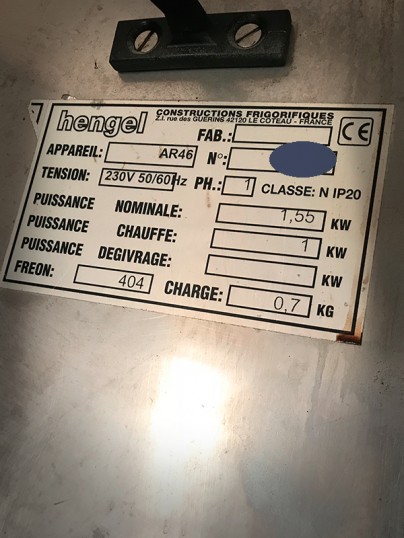 hengel
CONSTRUCTIONS FRIGORIFIQUES
Z.I. rue des GUERINS 42120 LE COTEAU - FRANCE
FAB.:
CE
APPAREIL: AR46 N°:
TENSION: 230V 50/60Hz PH.: 1 CLASSE: N IP20
PUISSANCE NOMINALE: 1,55 KW
PUISSANCE CHAUFFE: 1 KW
PUISSANCE DEGIVRAGE: KW
FREON: 404 CHARGE: 0,7 KG